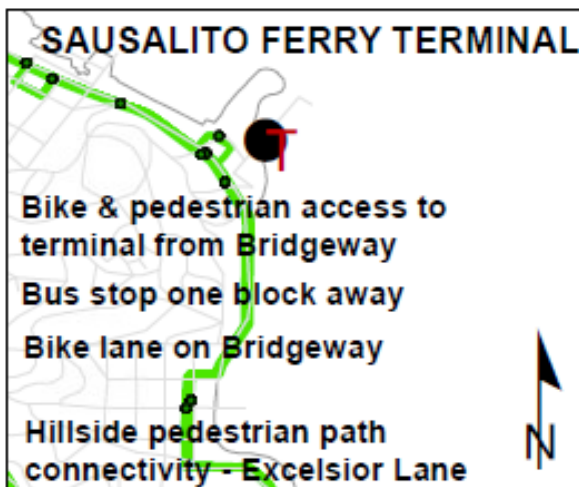 SAUSALITO FERRY TERMINAL
T
Bike & pedestrian access to
terminal from Bridgeway
Bus stop one block away
Bike lane on Bridgeway
Hillside pedestrian path
connectivity - Excelsior Lane
N